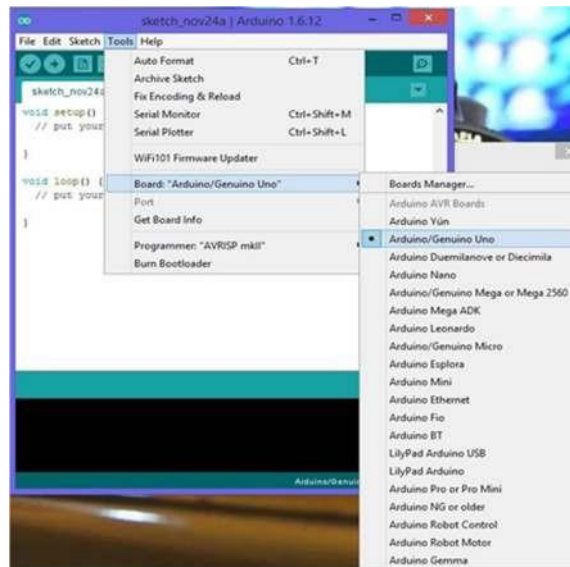 sketch_nov24a | Arduino 1.6.12
File Edit Sketch Tools Help
sketch_nov24a
void setup()
// put your
}
void loop() {
// put your
}
Auto Format Ctrl+T
Archive Sketch
Fix Encoding & Reload
Serial Monitor Ctrl+Shift+M
Serial Plotter Ctrl+Shift+L
WiFi101 Firmware Updater
Board: "Arduino/Genuino Uno"
Port
Get Board Info
Programmer: "AVRISP mkII"
Burn Bootloader
Boards Manager...
Arduino AVR Boards
Arduino Yún
Arduino/Genuino Uno
Arduino Duemilanove or Diecimila
Arduino Nano
Arduino/Genuino Mega or Mega 2560
Arduino Mega ADK
Arduino Leonardo
Arduino/Genuino Micro
Arduino Esplora
Arduino Mini
Arduino Ethernet
Arduino Fio
Arduino BT
LilyPad Arduino USB
LilyPad Arduino
Arduino Pro or Pro Mini
Arduino NG or older
Arduino Robot Control
Arduino Robot Motor
Arduino Gemma